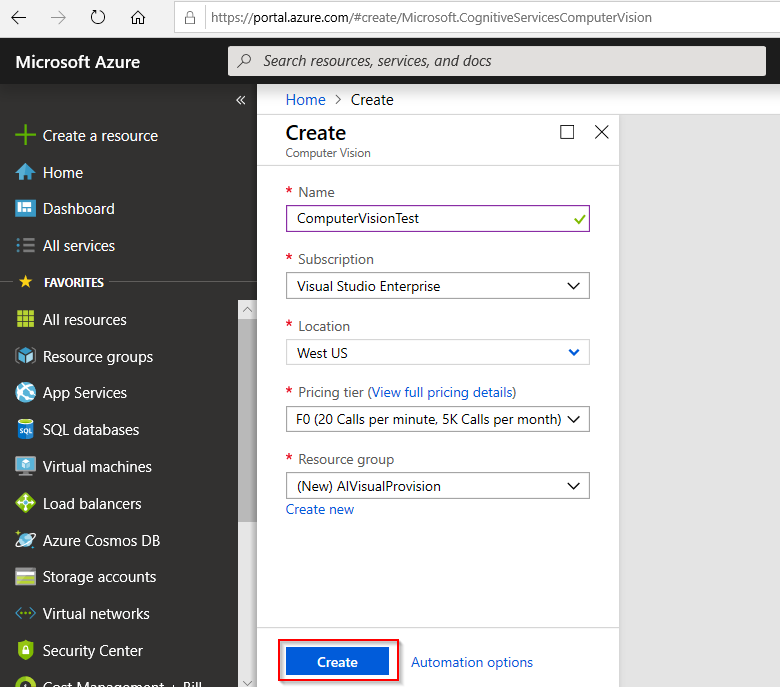 https://portal.azure.com/#create/Microsoft.CognitiveServicesComputerVision
Microsoft Azure
Search resources, services, and docs
«
Create a resource
Home
Dashboard
All services
FAVORITES
All resources
Resource groups
App Services
SQL databases
Virtual machines
Load balancers
Azure Cosmos DB
Storage accounts
Virtual networks
Security Center
Cost Management + Bill
Home > Create
Create
Computer Vision
* Name
ComputerVisionTest
* Subscription
Visual Studio Enterprise
* Location
West US
* Pricing tier (View full pricing details)
F0 (20 Calls per minute, 5K Calls per month)
* Resource group
(New) AIVisualProvision
Create new
Create
Automation options